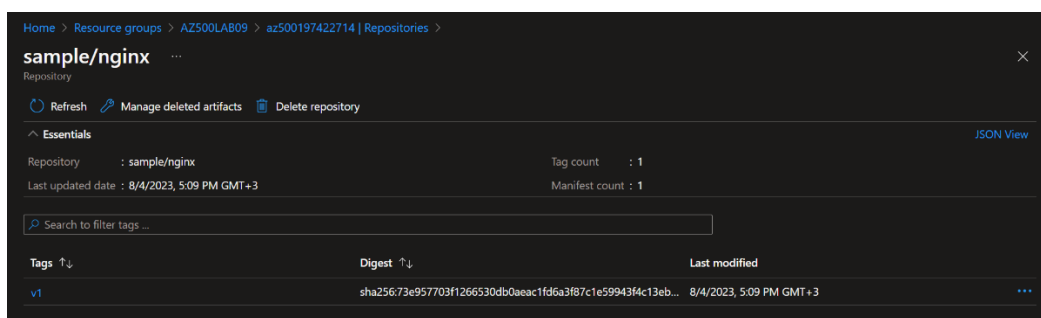 Home > Resource groups > AZ500LAB09 > az500197422714 | Repositories >
sample/nginx ...
Repository
Refresh Manage deleted artifacts Delete repository
Essentials JSON View
Repository : sample/nginx Tag count : 1
Last updated date : 8/4/2023, 5:09 PM GMT+3 Manifest count : 1
Search to filter tags ...
Tags ↑↓ Digest ↑↓ Last modified
v1 sha256:73e957703f1266530db0aeac1fd6a3f87c1e59943f4c13eb... 8/4/2023, 5:09 PM GMT+3 ...